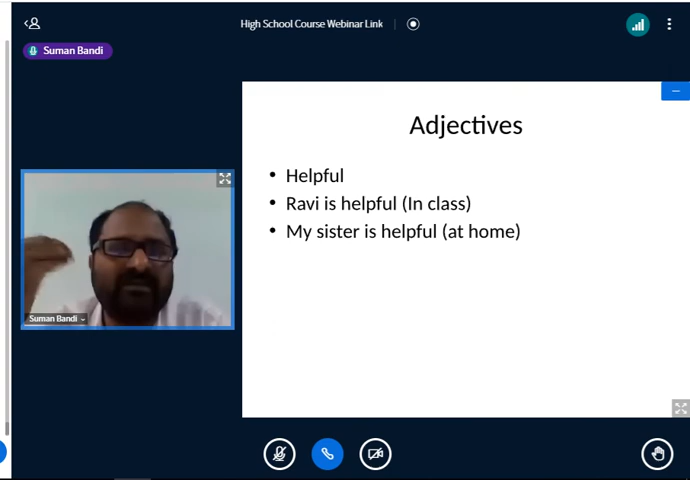 High School Course Webinar Link
Suman Bandi
Adjectives
• Helpful
• Ravi is helpful (In class)
• My sister is helpful (at home)
Suman Bandi